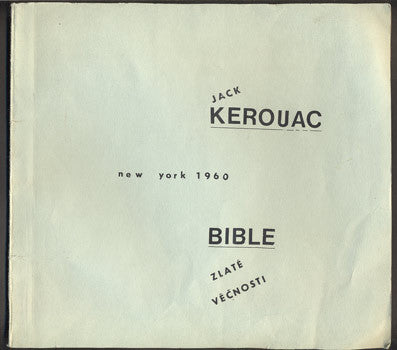 JACK
KEROUAC
new york 1960
BIBLE
ZLATÉ
VĚČNOSTI